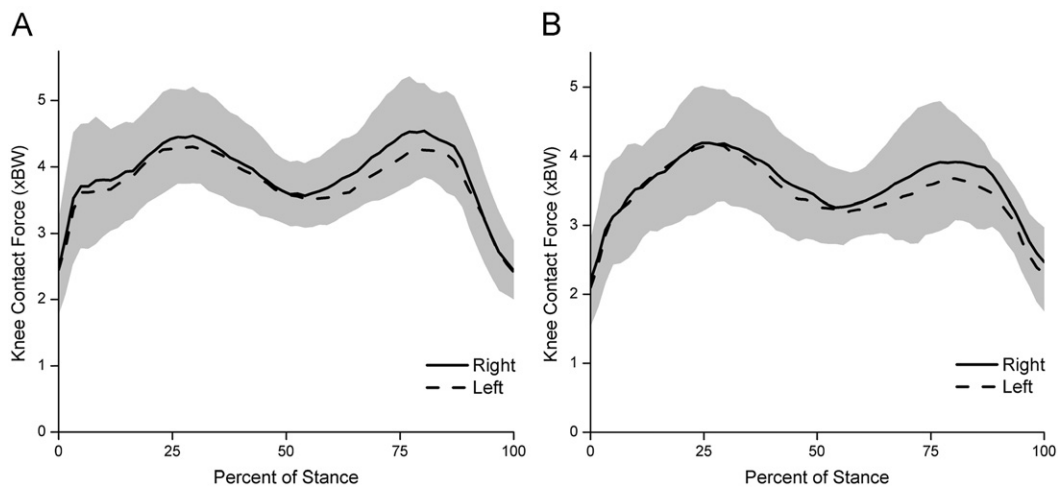 A
Knee Contact Force (xBW)
5
4
3
2
1
0
0 25 50 75 100
Percent of Stance
Right
Left
B
Knee Contact Force (xBW)
5
4
3
2
1
0
0 25 50 75 100
Percent of Stance
Right
Left